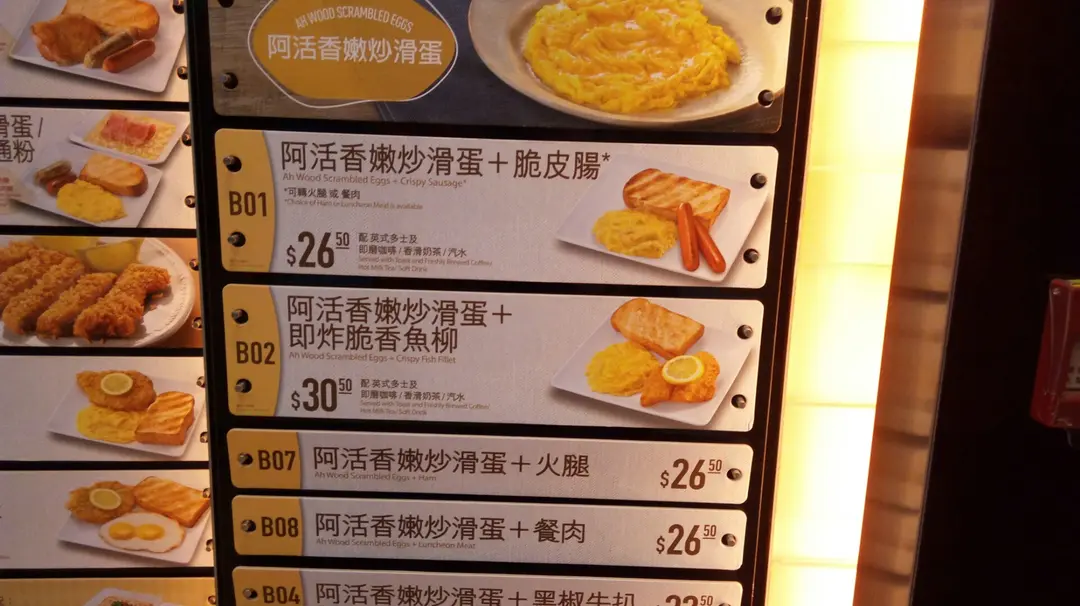 AH WOOD SCRAMBLED EGGS
阿活香嫩炒滑蛋
滑蛋 /
通粉
B01
阿活香嫩炒滑蛋＋脆皮腸*
Ah Wood Scrambled Eggs + Crispy Sausage*
*可轉火腿 或 餐肉
*Choice of Ham or Luncheon Meat is available
$26.50
配 英式多士及
即磨咖啡 / 香滑奶茶 / 汽水
Served with Toast and Freshly Brewed Coffee/
Hot Milk Tea/ Soft Drink
B02
阿活香嫩炒滑蛋＋
即炸脆香魚柳
Ah Wood Scrambled Eggs + Crispy Fish Fillet
$30.50
配 英式多士及
即磨咖啡 / 香滑奶茶 / 汽水
Served with Toast and Freshly Brewed Coffee/
Hot Milk Tea/ Soft Drink
B07 阿活香嫩炒滑蛋＋火腿 $26.50
Ah Wood Scrambled Eggs + Ham
B08 阿活香嫩炒滑蛋＋餐肉 $26.50
Ah Wood Scrambled Eggs + Luncheon Meat
B04 阿活香嫩炒滑蛋＋黑椒牛扒